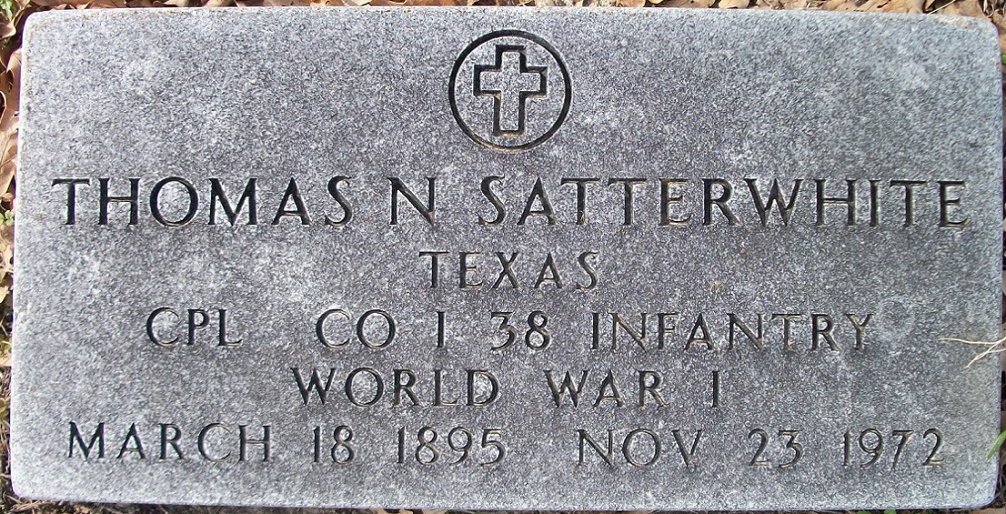 THOMAS N SATTERWHITE
TEXAS
CPL CO I 38 INFANTRY
WORLD WAR I
MARCH 18 1895 NOV 23 1972